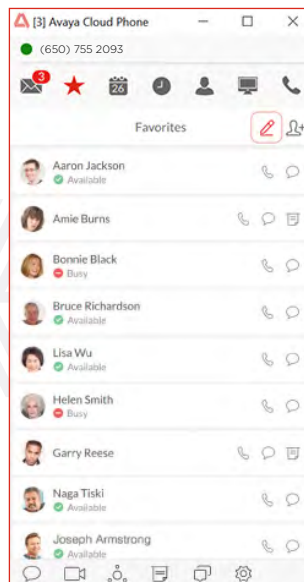 [3] Avaya Cloud Phone
(650) 755 2093
3
26
Favorites
Aaron Jackson
Available
Amie Burns
Bonnie Black
Busy
Bruce Richardson
Available
Lisa Wu
Available
Helen Smith
Busy
Garry Reese
Naga Tiski
Available
Joseph Armstrong
Available